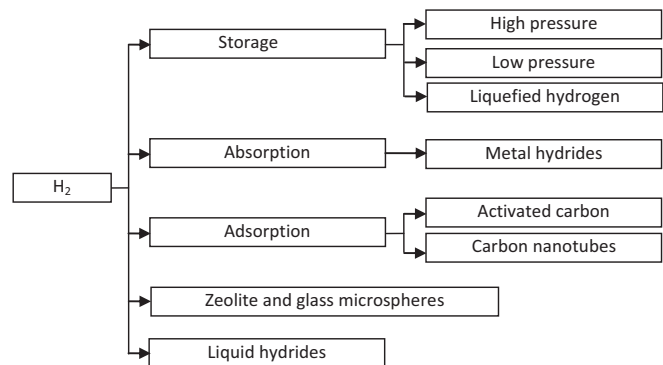 H₂
Storage
High pressure
Low pressure
Liquefied hydrogen
Absorption
Metal hydrides
Adsorption
Activated carbon
Carbon nanotubes
Zeolite and glass microspheres
Liquid hydrides